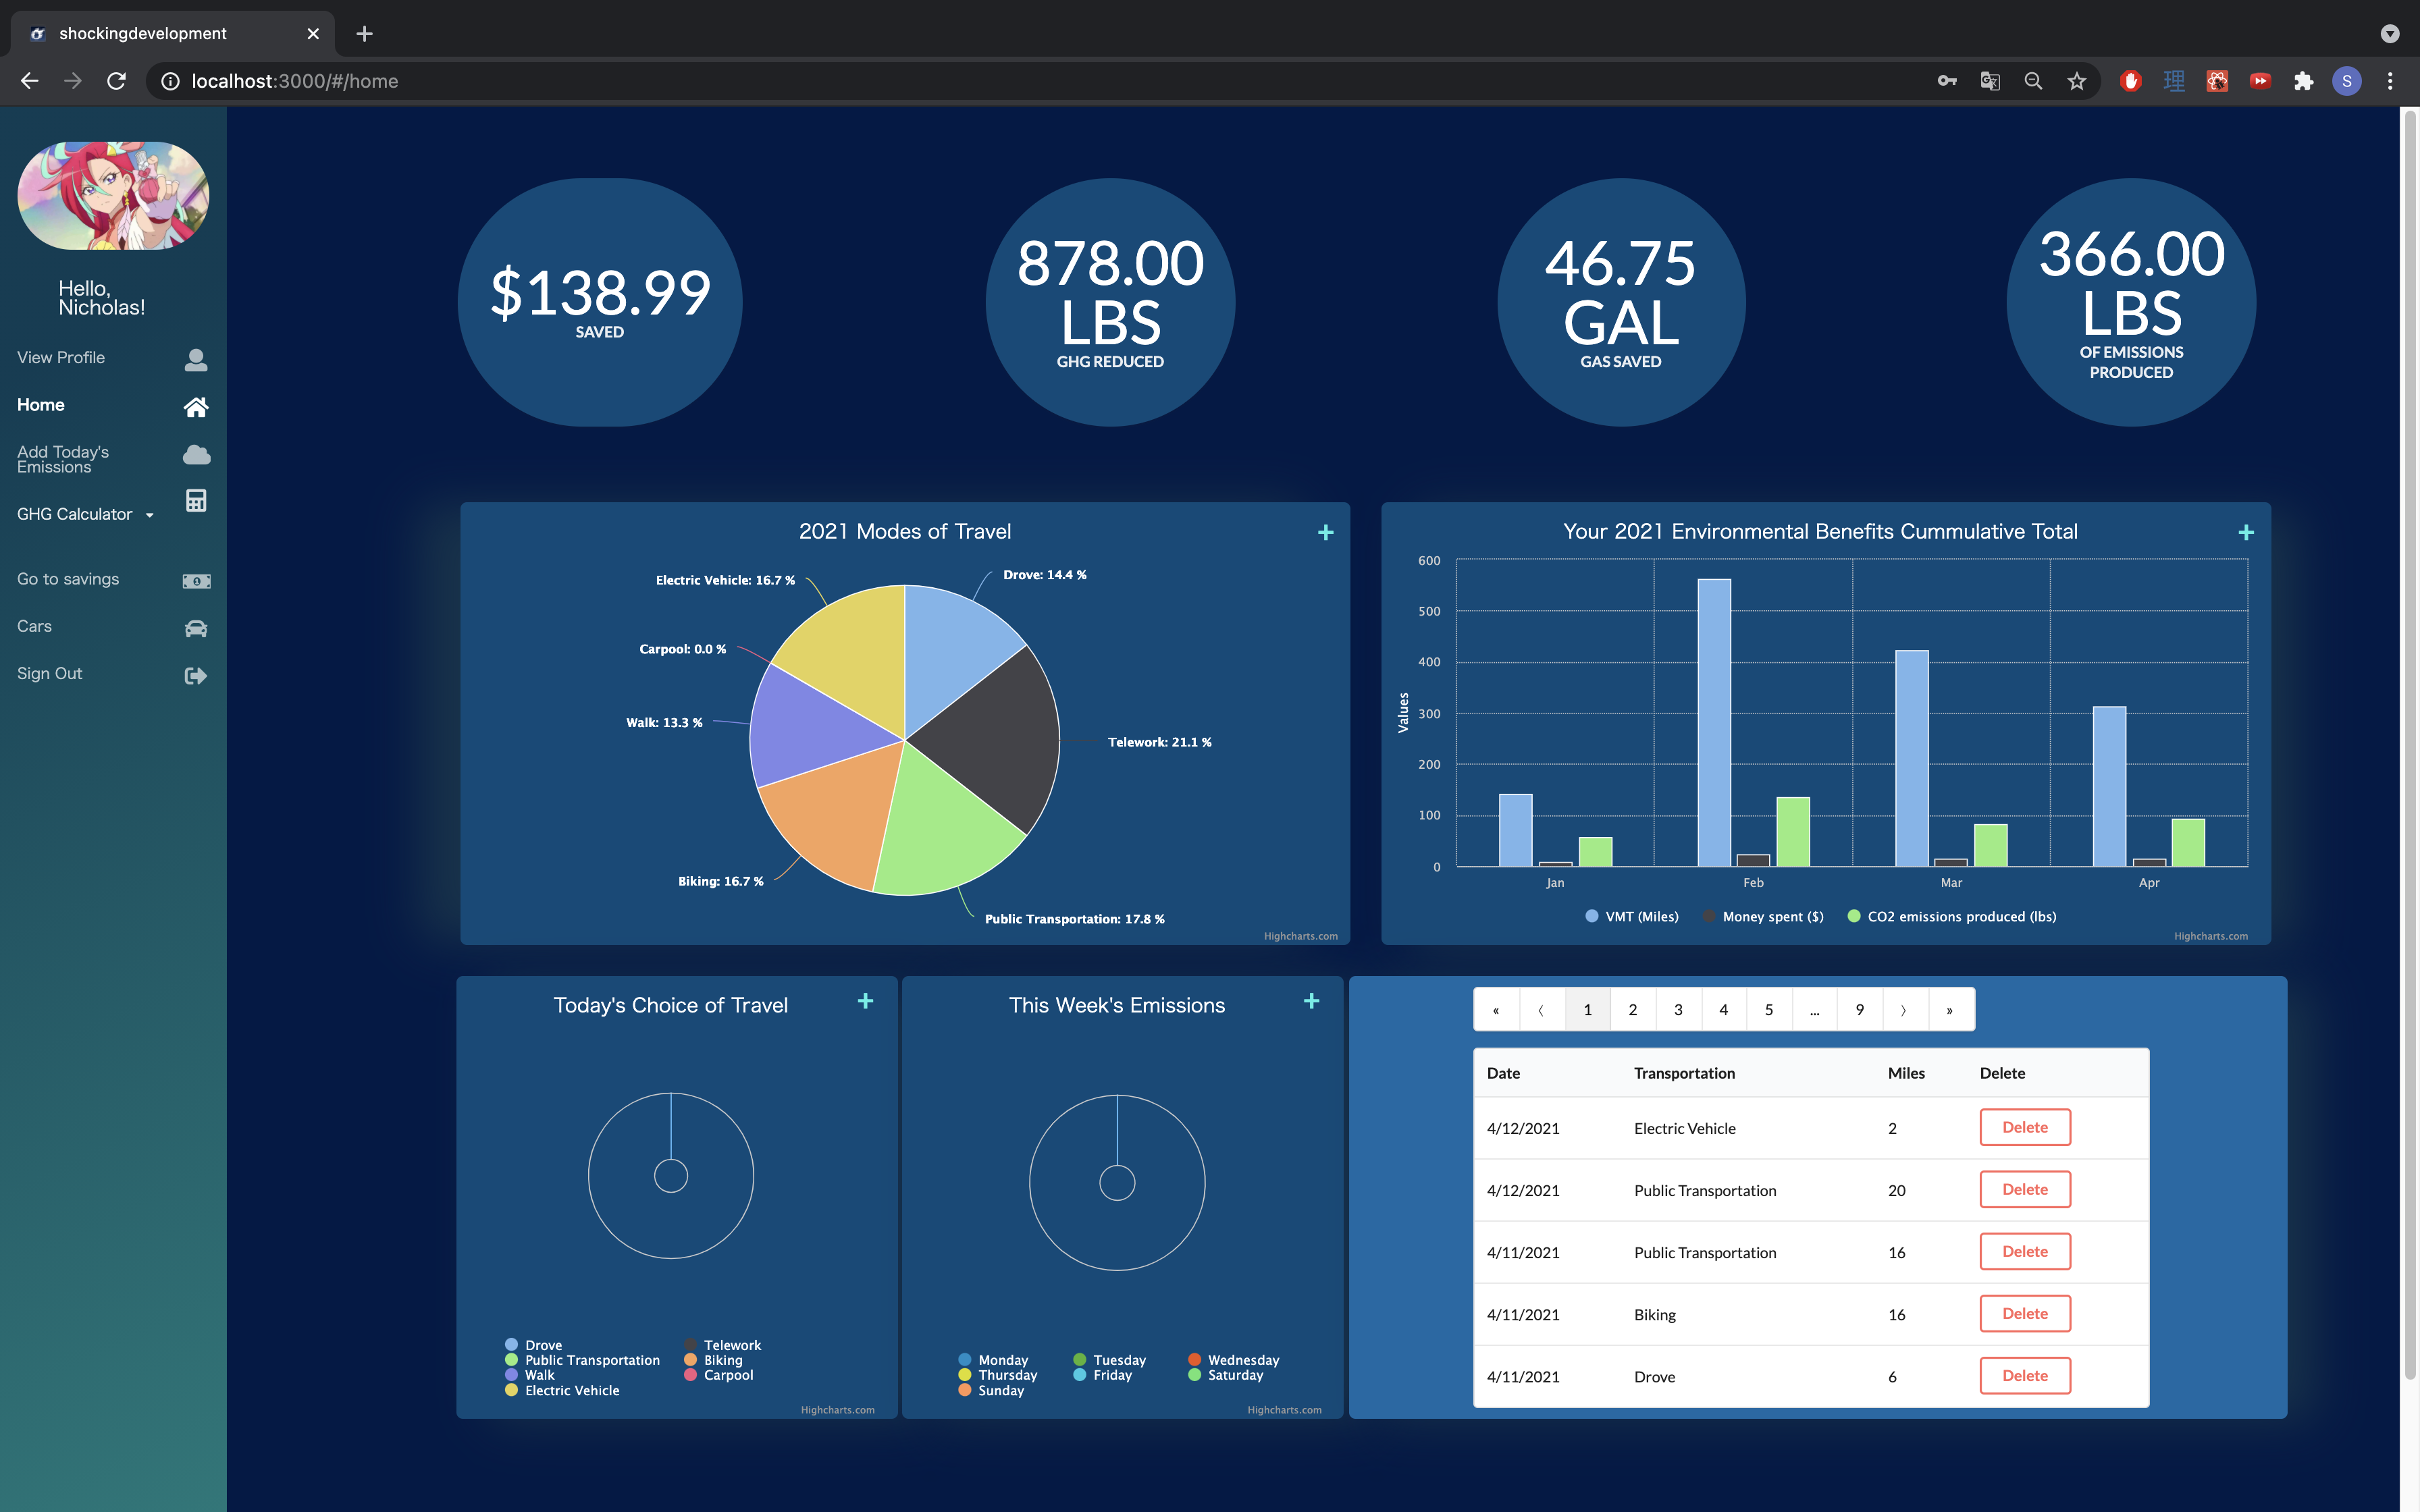 shockingdevelopment
localhost:3000/#/home
S
Hello,
Nicholas!
View Profile
Home
Add Today's
Emissions
GHG Calculator
Go to savings
Cars
Sign Out
$138.99
SAVED
878.00
LBS
GHG REDUCED
46.75
GAL
GAS SAVED
366.00
LBS
OF EMISSIONS
PRODUCED
2021 Modes of Travel
+
Electric Vehicle: 16.7 %
Drove: 14.4 %
Carpool: 0.0 %
Walk: 13.3 %
Telework: 21.1 %
Biking: 16.7 %
Public Transportation: 17.8 %
Highcharts.com
Your 2021 Environmental Benefits Cummulative Total
+
Values
600
500
400
300
200
100
0
Jan Feb Mar Apr
VMT (Miles) Money spent ($) CO2 emissions produced (lbs)
Highcharts.com
Today's Choice of Travel
+
Drove Telework
Public Transportation Biking
Walk Carpool
Electric Vehicle
Highcharts.com
This Week's Emissions
+
Monday Tuesday Wednesday
Thursday Friday Saturday
Sunday
Highcharts.com
« ⟨ 1 2 3 4 5 ... 9 ⟩ »
Date Transportation Miles Delete
4/12/2021 Electric Vehicle 2 Delete
4/12/2021 Public Transportation 20 Delete
4/11/2021 Public Transportation 16 Delete
4/11/2021 Biking 16 Delete
4/11/2021 Drove 6 Delete